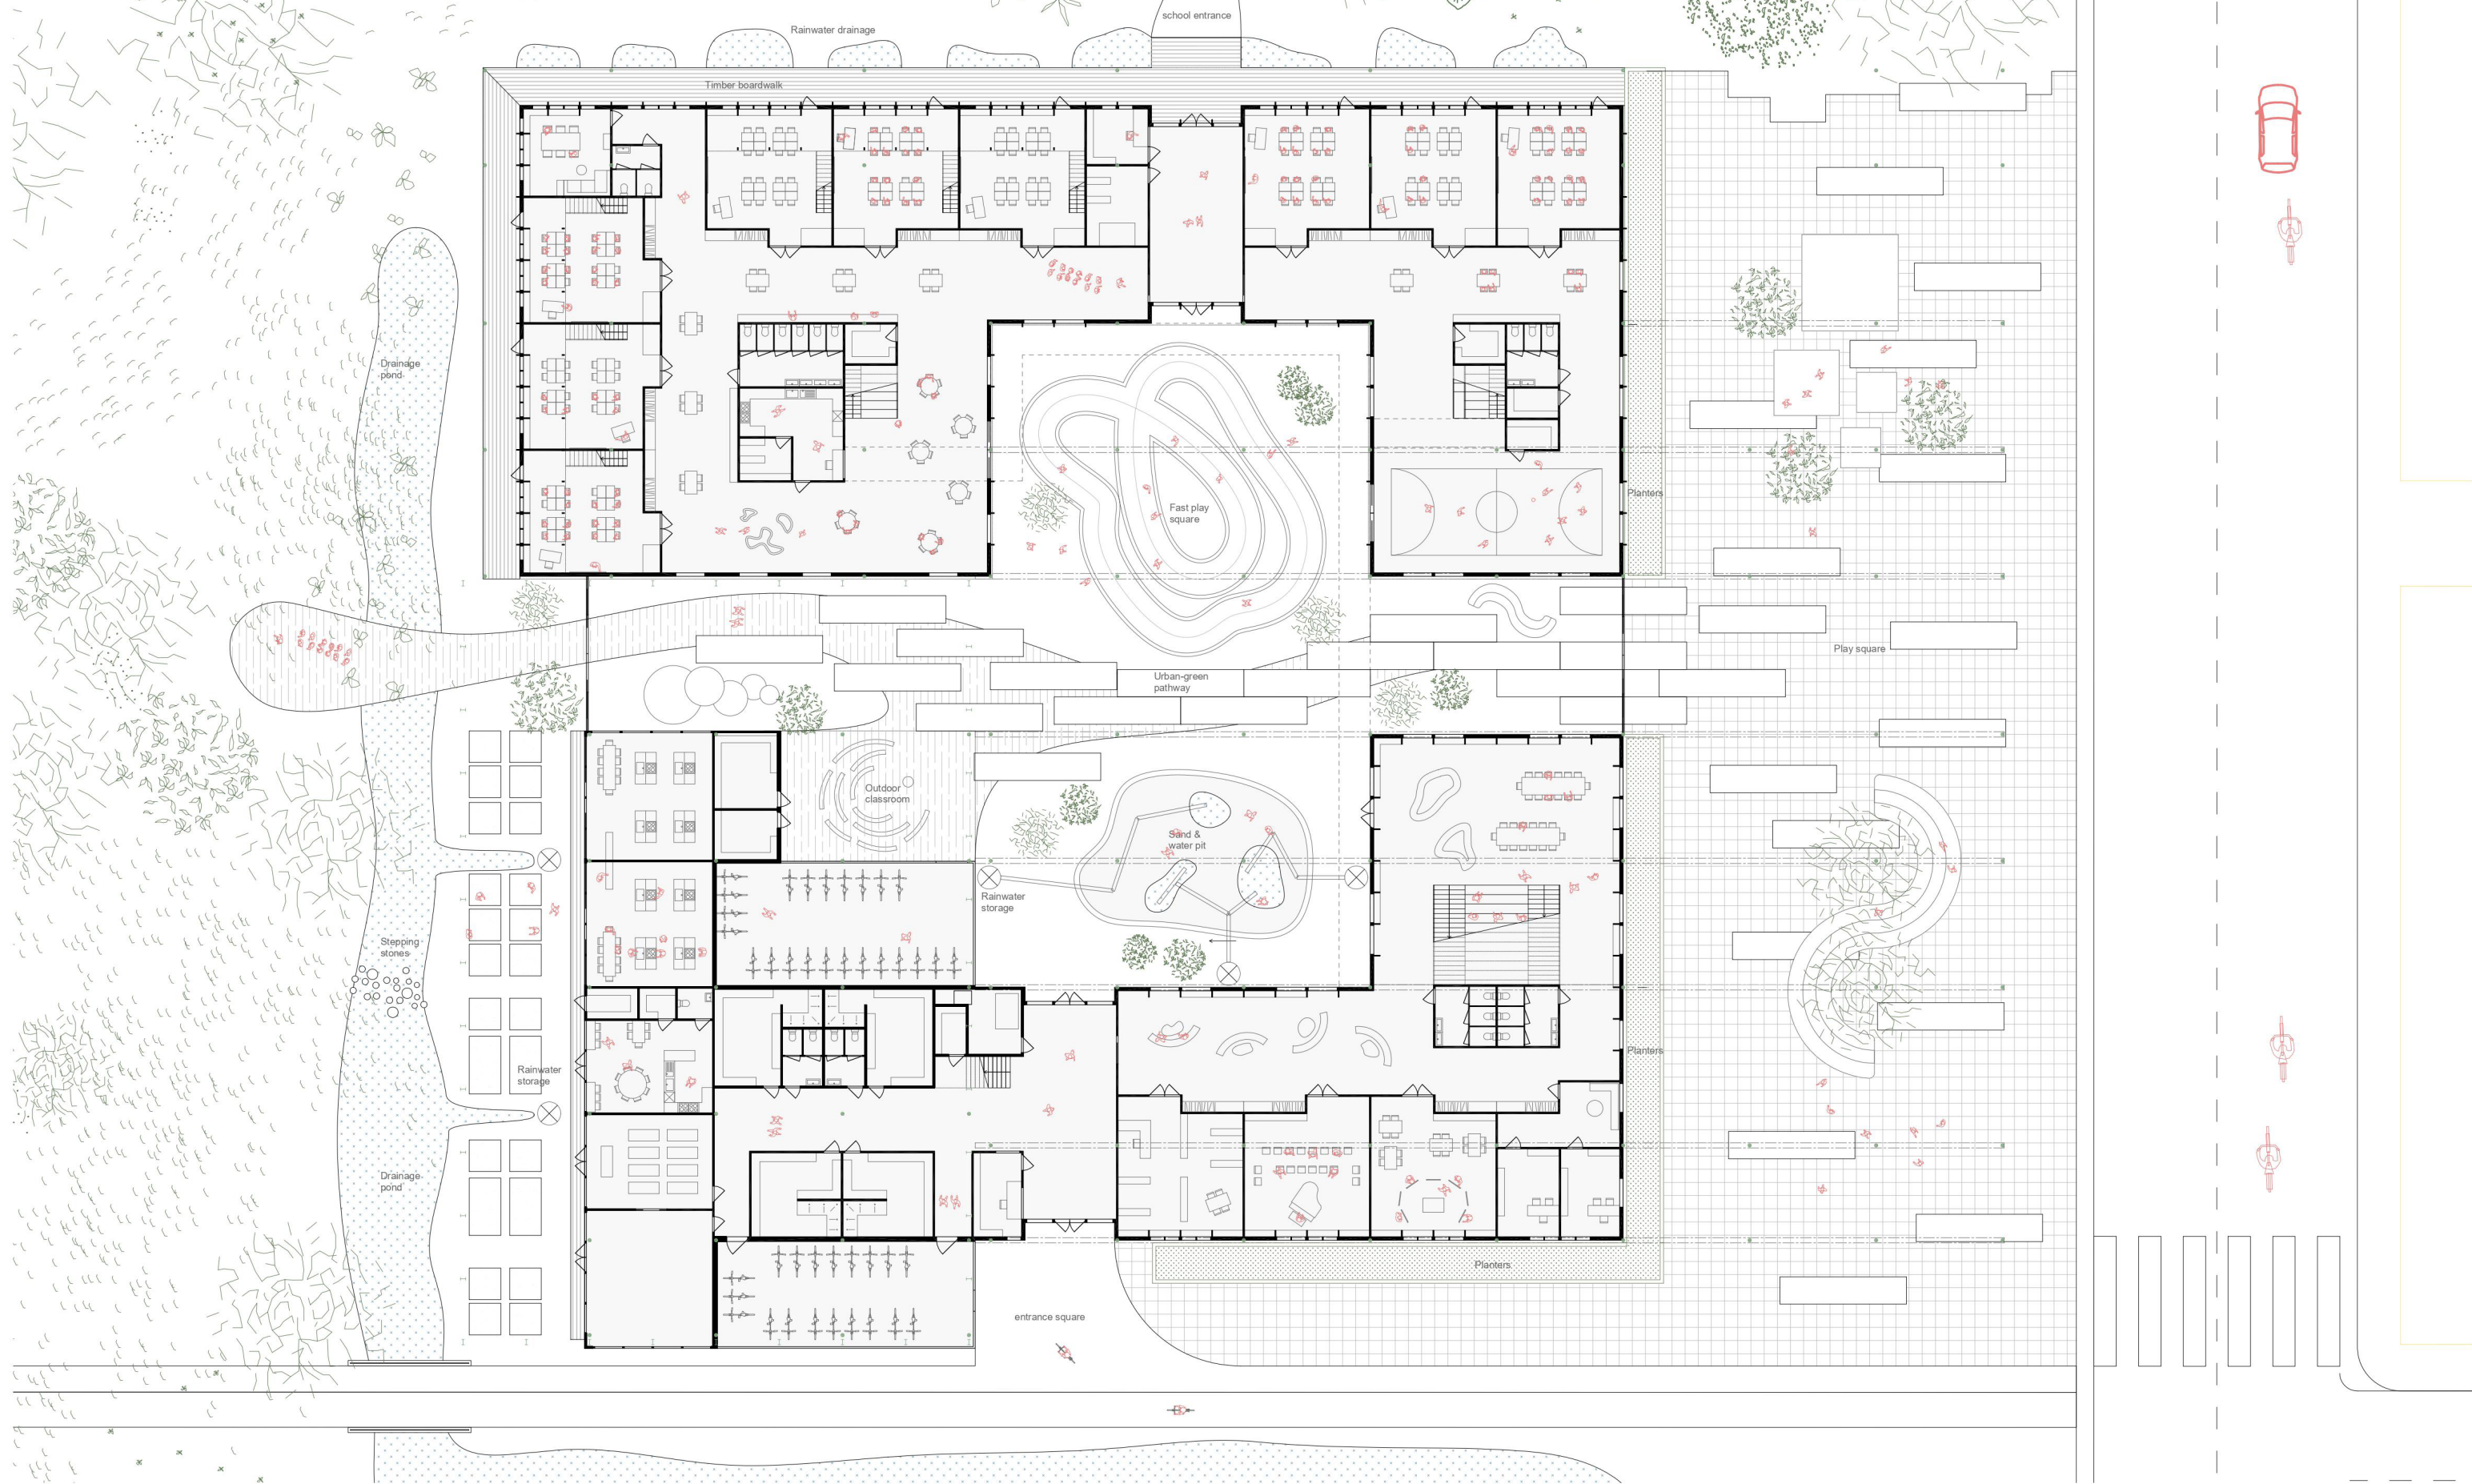 school entrance
Rainwater drainage
Timber boardwalk
Drainage
pond
Fast play
square
Planters
Play square
Urban-green
pathway
Outdoor
classroom
Sand &
water pit
Rainwater
storage
Stepping
stones
Planters
Rainwater
storage
Drainage
pond
Planters
entrance square